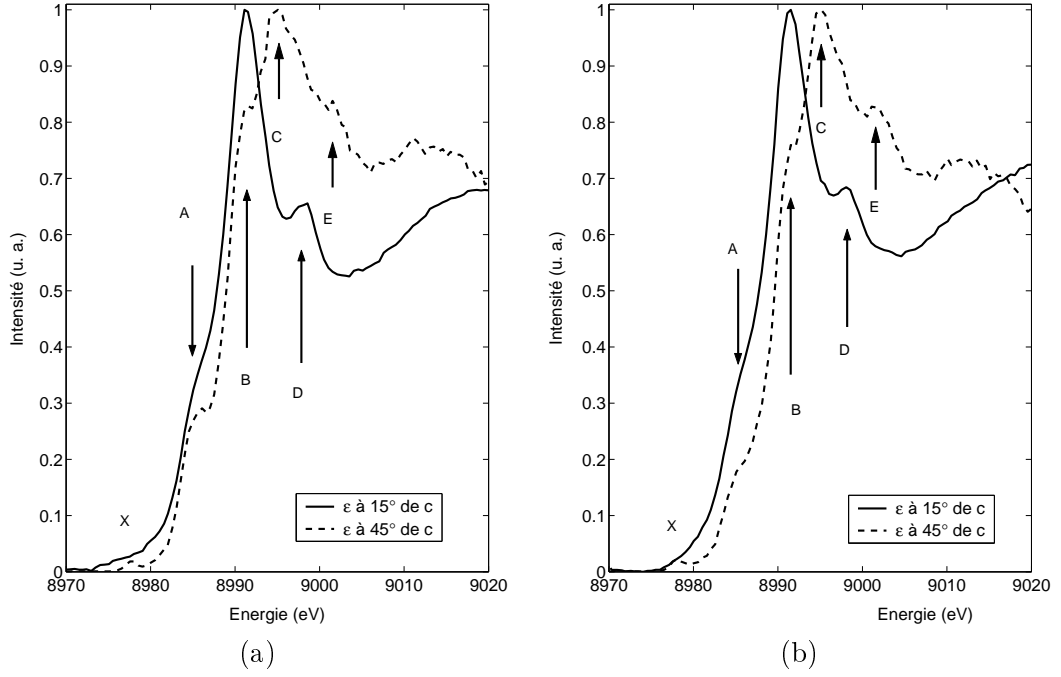 1
0.9
0.8
0.7
0.6
0.5
0.4
0.3
0.2
0.1
0
8970
8980
8990
9000
9010
9020
Intensité (u. a.)
Energie (eV)
X
A
B
C
D
E
ε à 15° de c
ε à 45° de c
(a)
1
0.9
0.8
0.7
0.6
0.5
0.4
0.3
0.2
0.1
0
8970
8980
8990
9000
9010
9020
Intensité (u. a.)
Energie (eV)
X
A
B
C
D
E
ε à 15° de c
ε à 45° de c
(b)